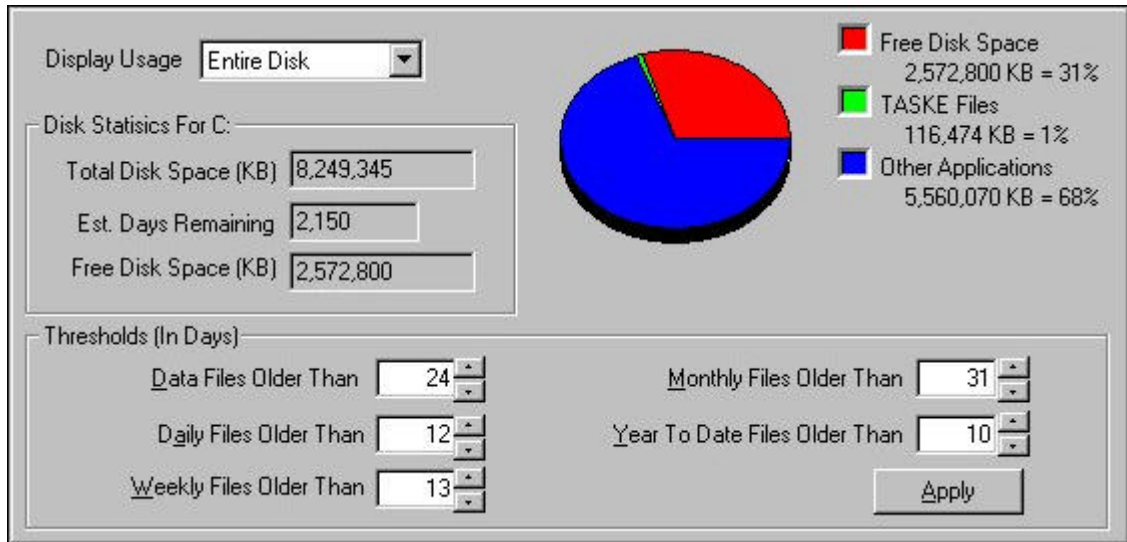 Display Usage Entire Disk
Free Disk Space
2,572,800 KB = 31%
TASKE Files
116,474 KB = 1%
Other Applications
5,560,070 KB = 68%
Disk Statisics For C:
Total Disk Space (KB) 8,249,345
Est. Days Remaining 2,150
Free Disk Space (KB) 2,572,800
Thresholds (In Days)
Data Files Older Than 24
Daily Files Older Than 12
Weekly Files Older Than 13
Monthly Files Older Than 31
Year To Date Files Older Than 10
Apply